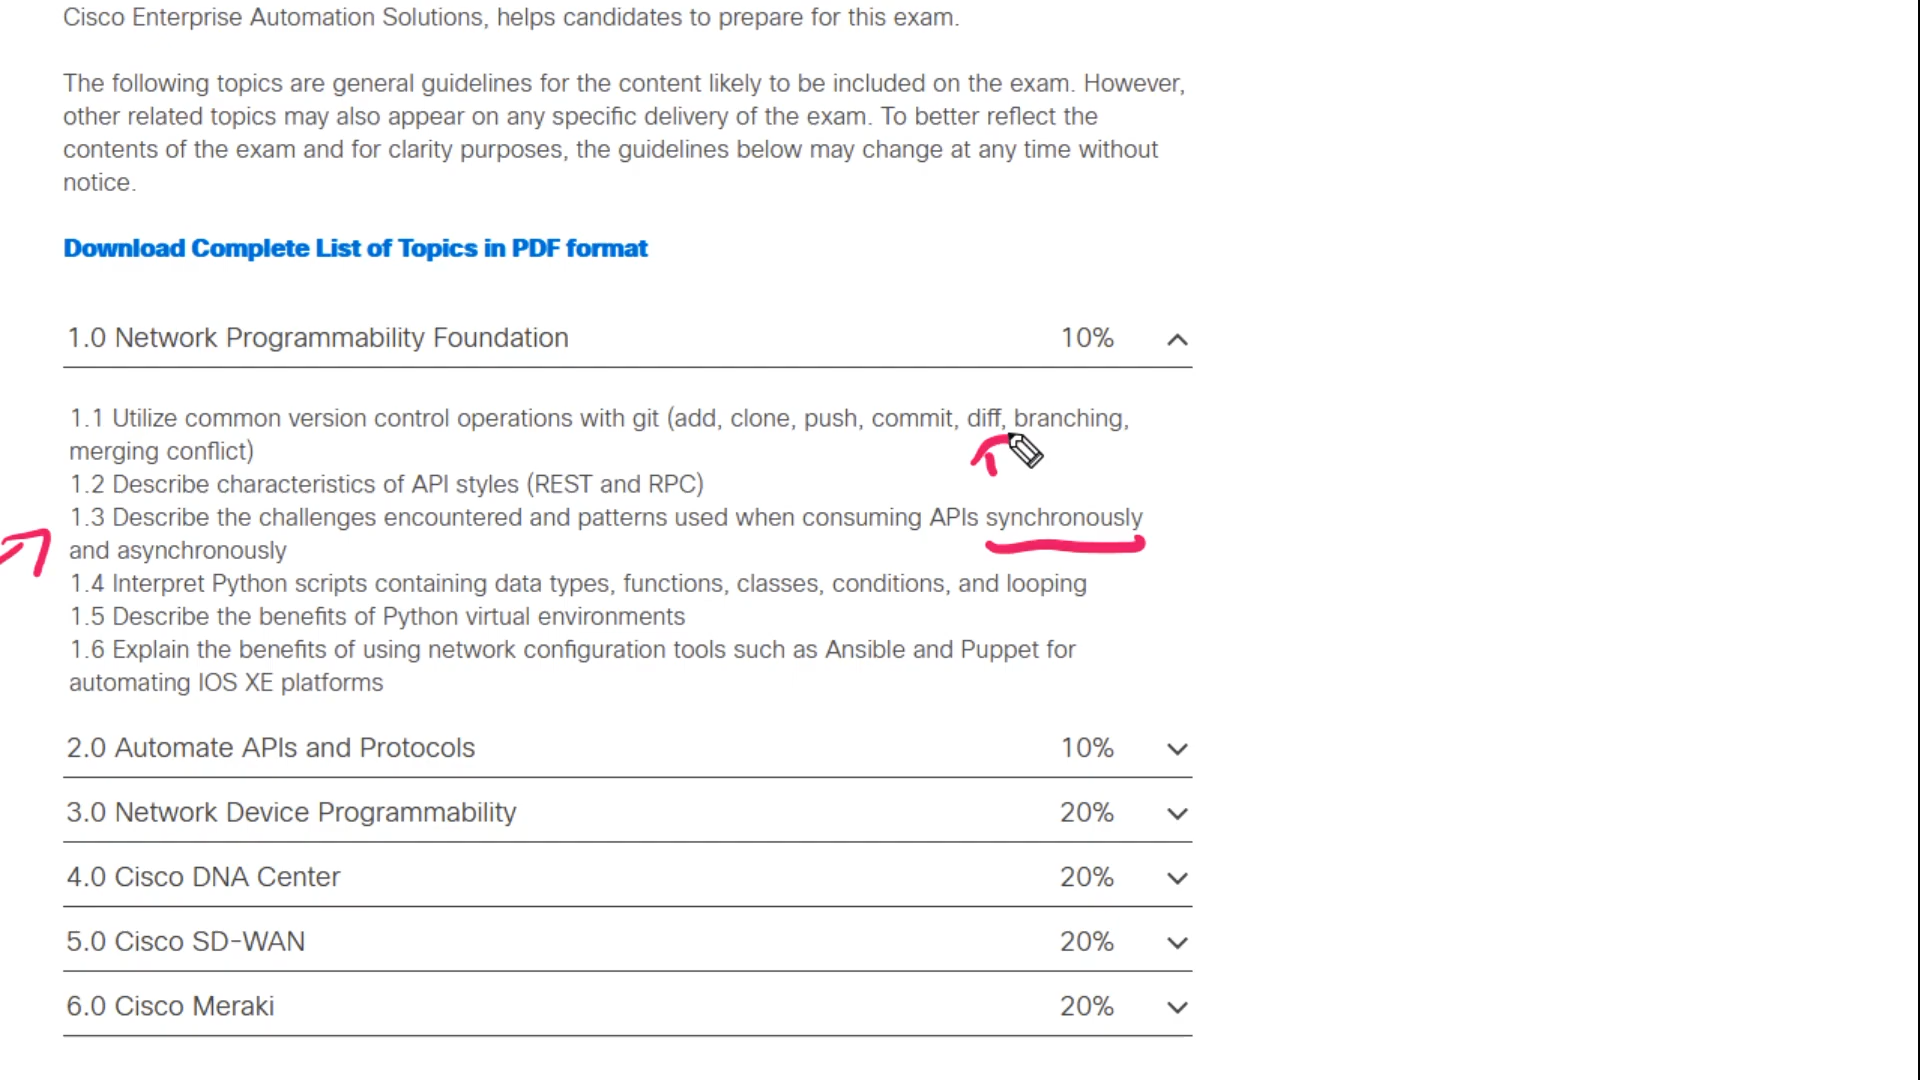 Cisco Enterprise Automation Solutions, helps candidates to prepare for this exam.
The following topics are general guidelines for the content likely to be included on the exam. However,
other related topics may also appear on any specific delivery of the exam. To better reflect the
contents of the exam and for clarity purposes, the guidelines below may change at any time without
notice.
Download Complete List of Topics in PDF format
1.0 Network Programmability Foundation 10%
1.1 Utilize common version control operations with git (add, clone, push, commit, diff, branching,
merging conflict)
1.2 Describe characteristics of API styles (REST and RPC)
1.3 Describe the challenges encountered and patterns used when consuming APIs synchronously
and asynchronously
1.4 Interpret Python scripts containing data types, functions, classes, conditions, and looping
1.5 Describe the benefits of Python virtual environments
1.6 Explain the benefits of using network configuration tools such as Ansible and Puppet for
automating IOS XE platforms
2.0 Automate APIs and Protocols 10%
3.0 Network Device Programmability 20%
4.0 Cisco DNA Center 20%
5.0 Cisco SD-WAN 20%
6.0 Cisco Meraki 20%